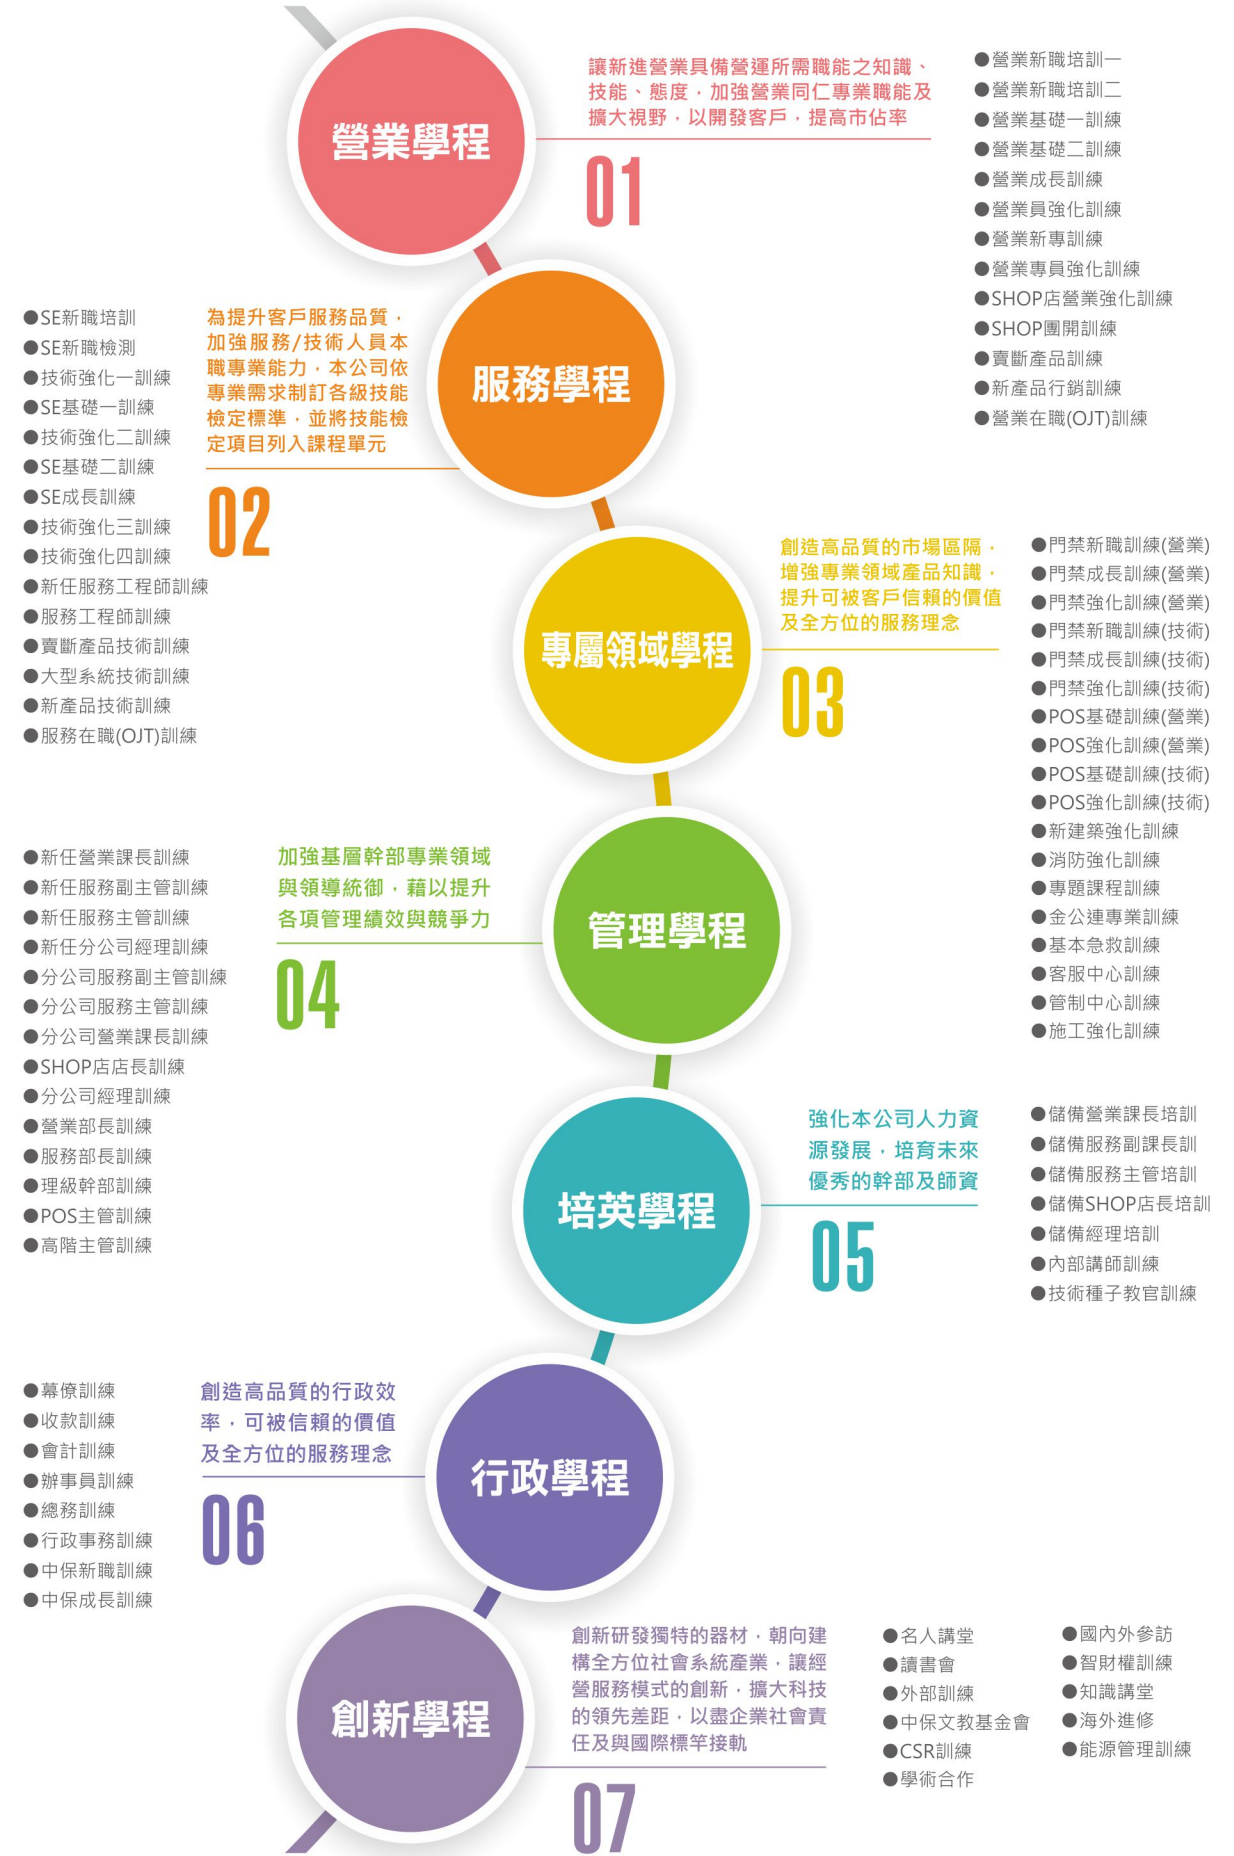 營業學程
讓新進營業具備營運所需職能之知識、
技能、態度，加強營業同仁專業職能及
擴大視野，以開發客戶，提高市佔率
01
●營業新職培訓一
●營業新職培訓二
●營業基礎一訓練
●營業基礎二訓練
●營業成長訓練
●營業員強化訓練
●營業新專訓練
●營業專員強化訓練
●SHOP店營業強化訓練
●SHOP團開訓練
●賣斷產品訓練
●新產品行銷訓練
●營業在職(OJT)訓練
服務學程
為提升客戶服務品質，
加強服務/技術人員本
職專業能力，本公司依
專業需求制訂各級技能
檢定標準，並將技能檢
定項目列入課程單元
02
●SE新職培訓
●SE新職檢測
●技術強化一訓練
●SE基礎一訓練
●技術強化二訓練
●SE基礎二訓練
●SE成長訓練
●技術強化三訓練
●技術強化四訓練
●新任服務工程師訓練
●服務工程師訓練
●賣斷產品技術訓練
●大型系統技術訓練
●新產品技術訓練
●服務在職(OJT)訓練
專屬領域學程
創造高品質的市場區隔，
增強專業領域產品知識，
提升可被客戶信賴的價值
及全方位的服務理念
03
●門禁新職訓練(營業)
●門禁成長訓練(營業)
●門禁強化訓練(營業)
●門禁新職訓練(技術)
●門禁成長訓練(技術)
●門禁強化訓練(技術)
●POS基礎訓練(營業)
●POS強化訓練(營業)
●POS基礎訓練(技術)
●POS強化訓練(技術)
●新建築強化訓練
●消防強化訓練
●專題課程訓練
●金公連專業訓練
●基本急救訓練
●客服中心訓練
●管制中心訓練
●施工強化訓練
管理學程
加強基層幹部專業領域
與領導統御，藉以提升
各項管理績效與競爭力
04
●新任營業課長訓練
●新任服務副主管訓練
●新任服務主管訓練
●新任分公司經理訓練
●分公司服務副主管訓練
●分公司服務主管訓練
●分公司營業課長訓練
●SHOP店店長訓練
●分公司經理訓練
●營業部長訓練
●服務部長訓練
●理級幹部訓練
●POS主管訓練
●高階主管訓練
培英學程
強化本公司人力資
源發展，培育未來
優秀的幹部及師資
05
●儲備營業課長培訓
●儲備服務副課長訓
●儲備服務主管培訓
●儲備SHOP店長培訓
●儲備經理培訓
●內部講師訓練
●技術種子教官訓練
行政學程
創造高品質的行政效
率，可被信賴的價值
及全方位的服務理念
06
●幕僚訓練
●收款訓練
●會計訓練
●辦事員訓練
●總務訓練
●行政事務訓練
●中保新職訓練
●中保成長訓練
創新學程
創新研發獨特的器材，朝向建
構全方位社會系統產業，讓經
營服務模式的創新，擴大科技
的領先差距，以盡企業社會責
任及與國際標竿接軌
07
●名人講堂
●讀書會
●外部訓練
●中保文教基金會
●CSR訓練
●學術合作
●國內外參訪
●智財權訓練
●知識講堂
●海外進修
●能源管理訓練